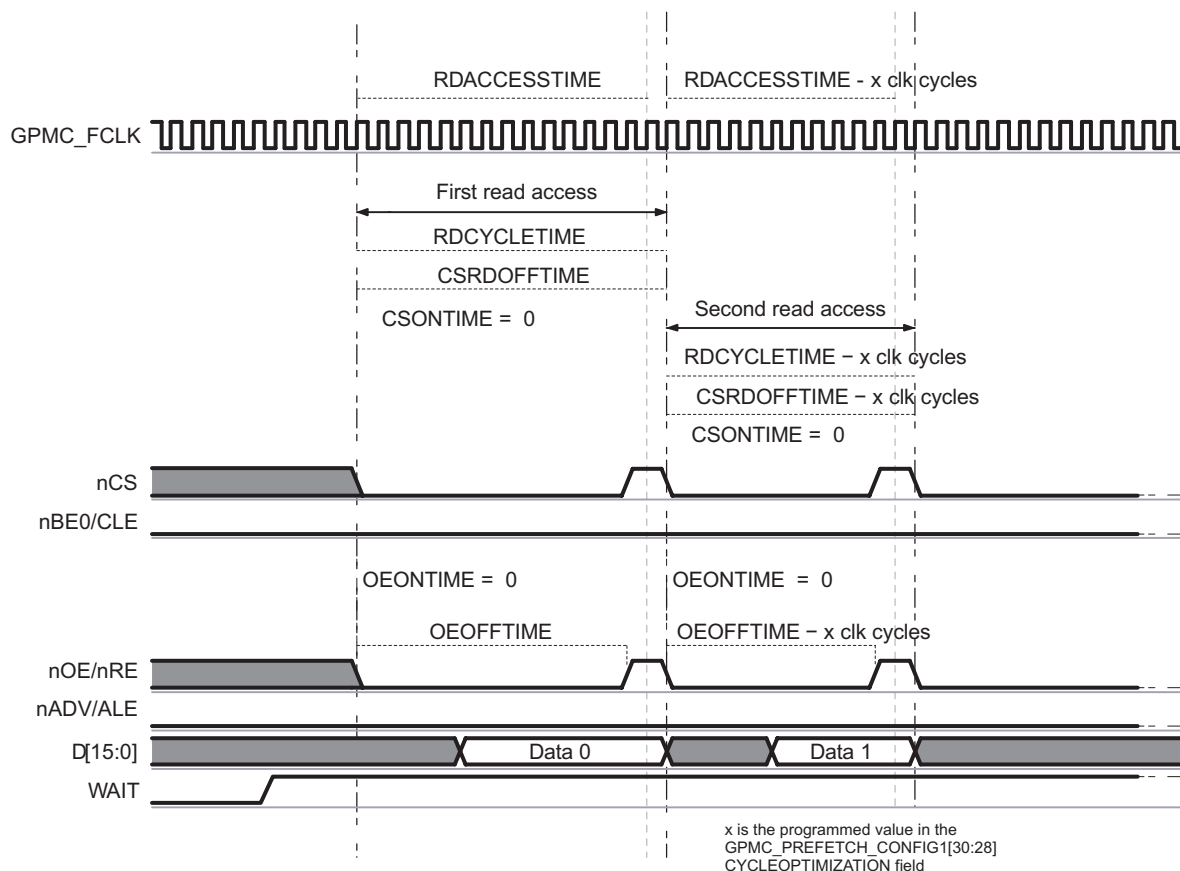 RDACCESSTIME
RDACCESSTIME - x clk cycles
GPMC_FCLK
First read access
RDCYCLETIME
CSRDOFFTIME
CSONTIME = 0
Second read access
RDCYCLETIME − x clk cycles
CSRDOFFTIME − x clk cycles
CSONTIME = 0
nCS
nBE0/CLE
OEONTIME = 0
OEONTIME = 0
OEOFFTIME
OEOFFTIME − x clk cycles
nOE/nRE
nADV/ALE
D[15:0]
Data 0
Data 1
WAIT
x is the programmed value in the
GPMC_PREFETCH_CONFIG1[30:28]
CYCLEOPTIMIZATION field